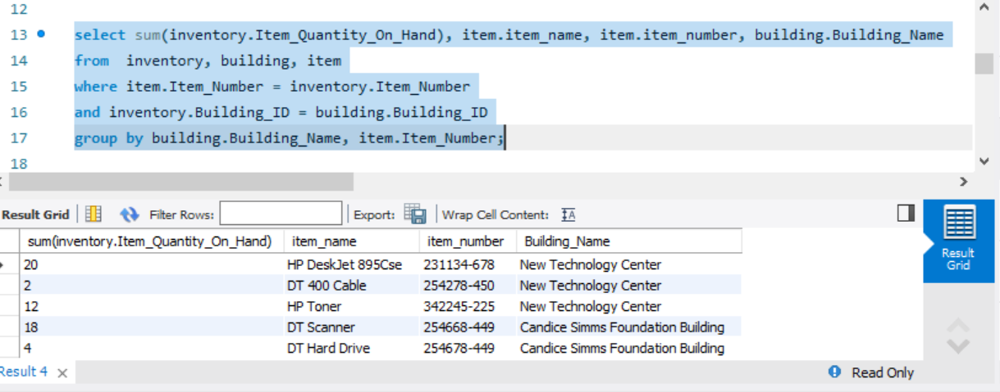 12
13 select sum(inventory.Item_Quantity_On_Hand), item.item_name, item.item_number, building.Building_Name
14 from  inventory, building, item
15 where item.Item_Number = inventory.Item_Number
16 and inventory.Building_ID = building.Building_ID
17 group by building.Building_Name, item.Item_Number;
18
Result Grid Filter Rows: Export: Wrap Cell Content: IA
sum(inventory.Item_Quantity_On_Hand) item_name item_number Building_Name
20 HP DeskJet 895Cse 231134-678 New Technology Center
2 DT 400 Cable 254278-450 New Technology Center
12 HP Toner 342245-225 New Technology Center
18 DT Scanner 254668-449 Candice Simms Foundation Building
4 DT Hard Drive 254678-449 Candice Simms Foundation Building
Result
Grid
Result 4 Read Only